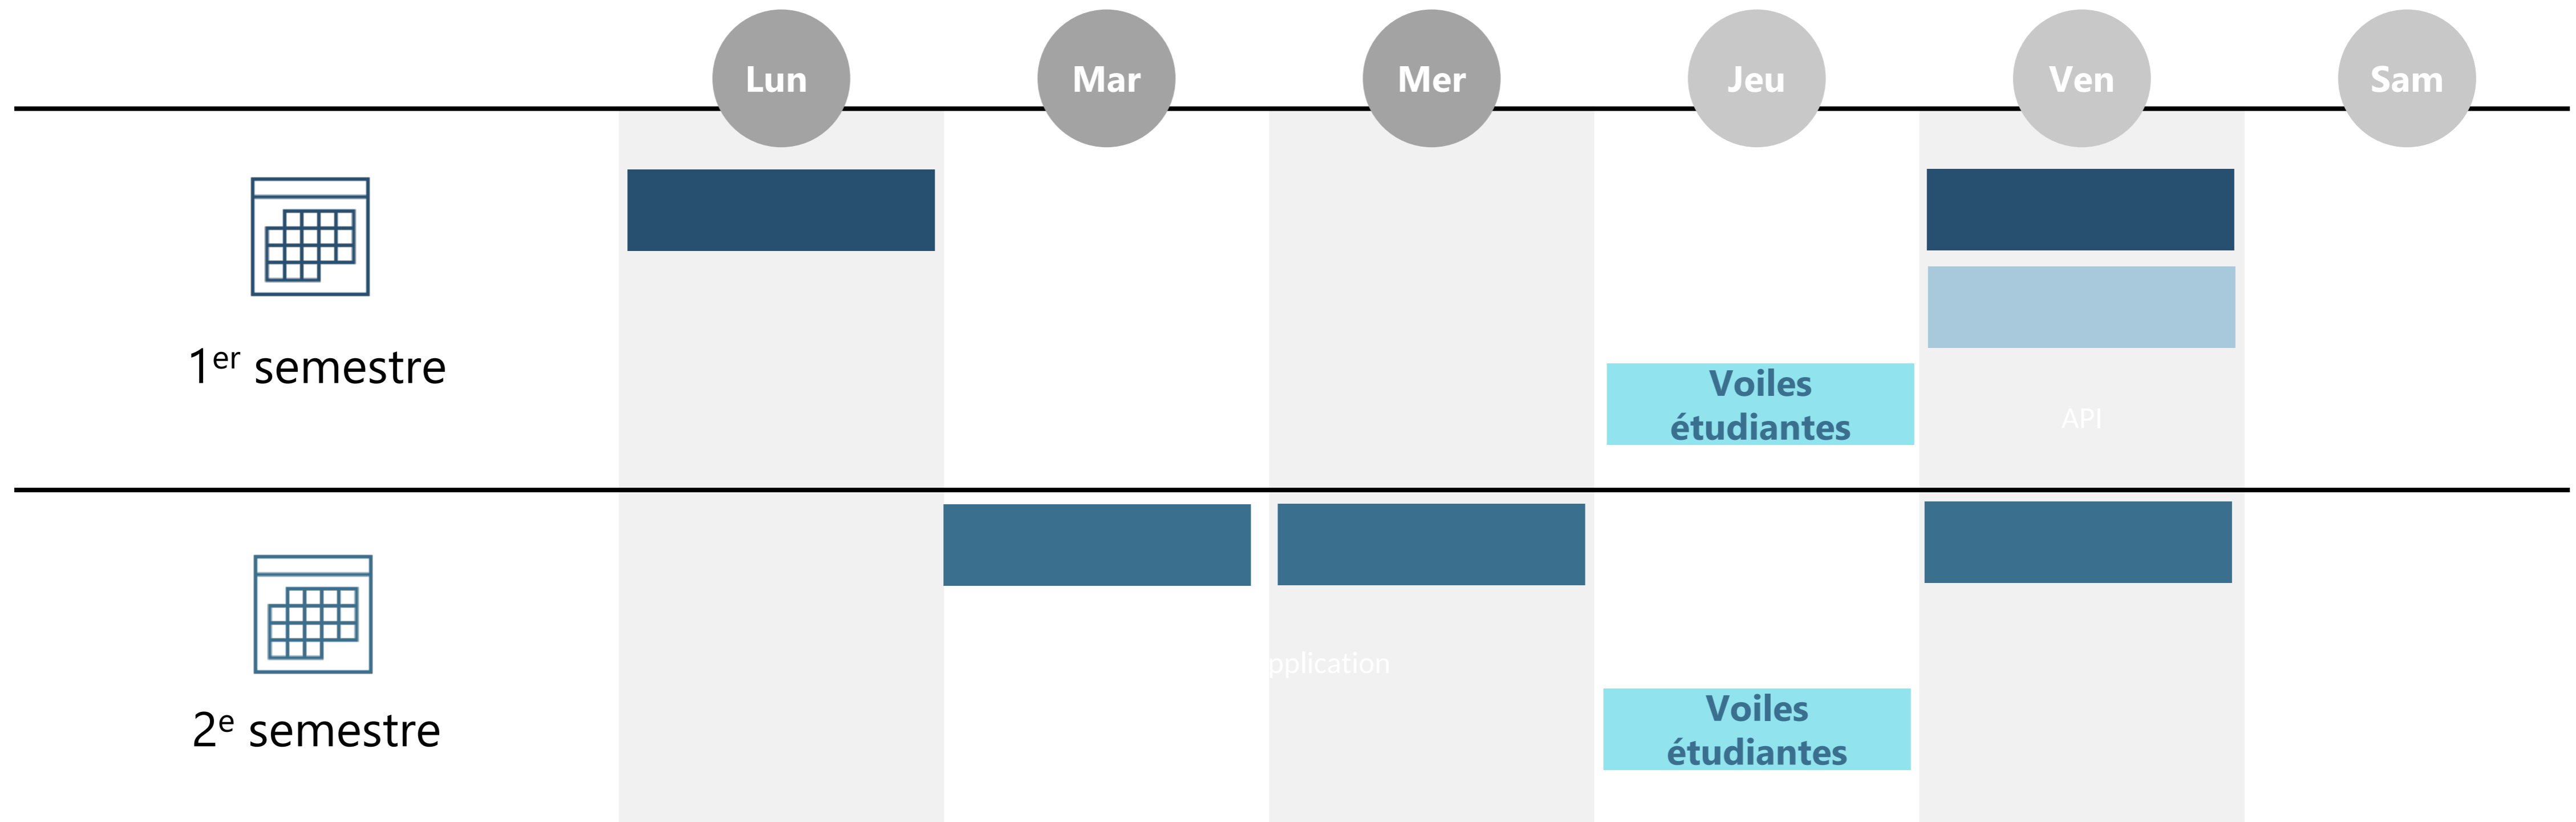 Lun
Mar
Mer
Jeu
Ven
Sam
1er semestre
Voiles
étudiantes
API
2e semestre
pplication
Voiles
étudiantes